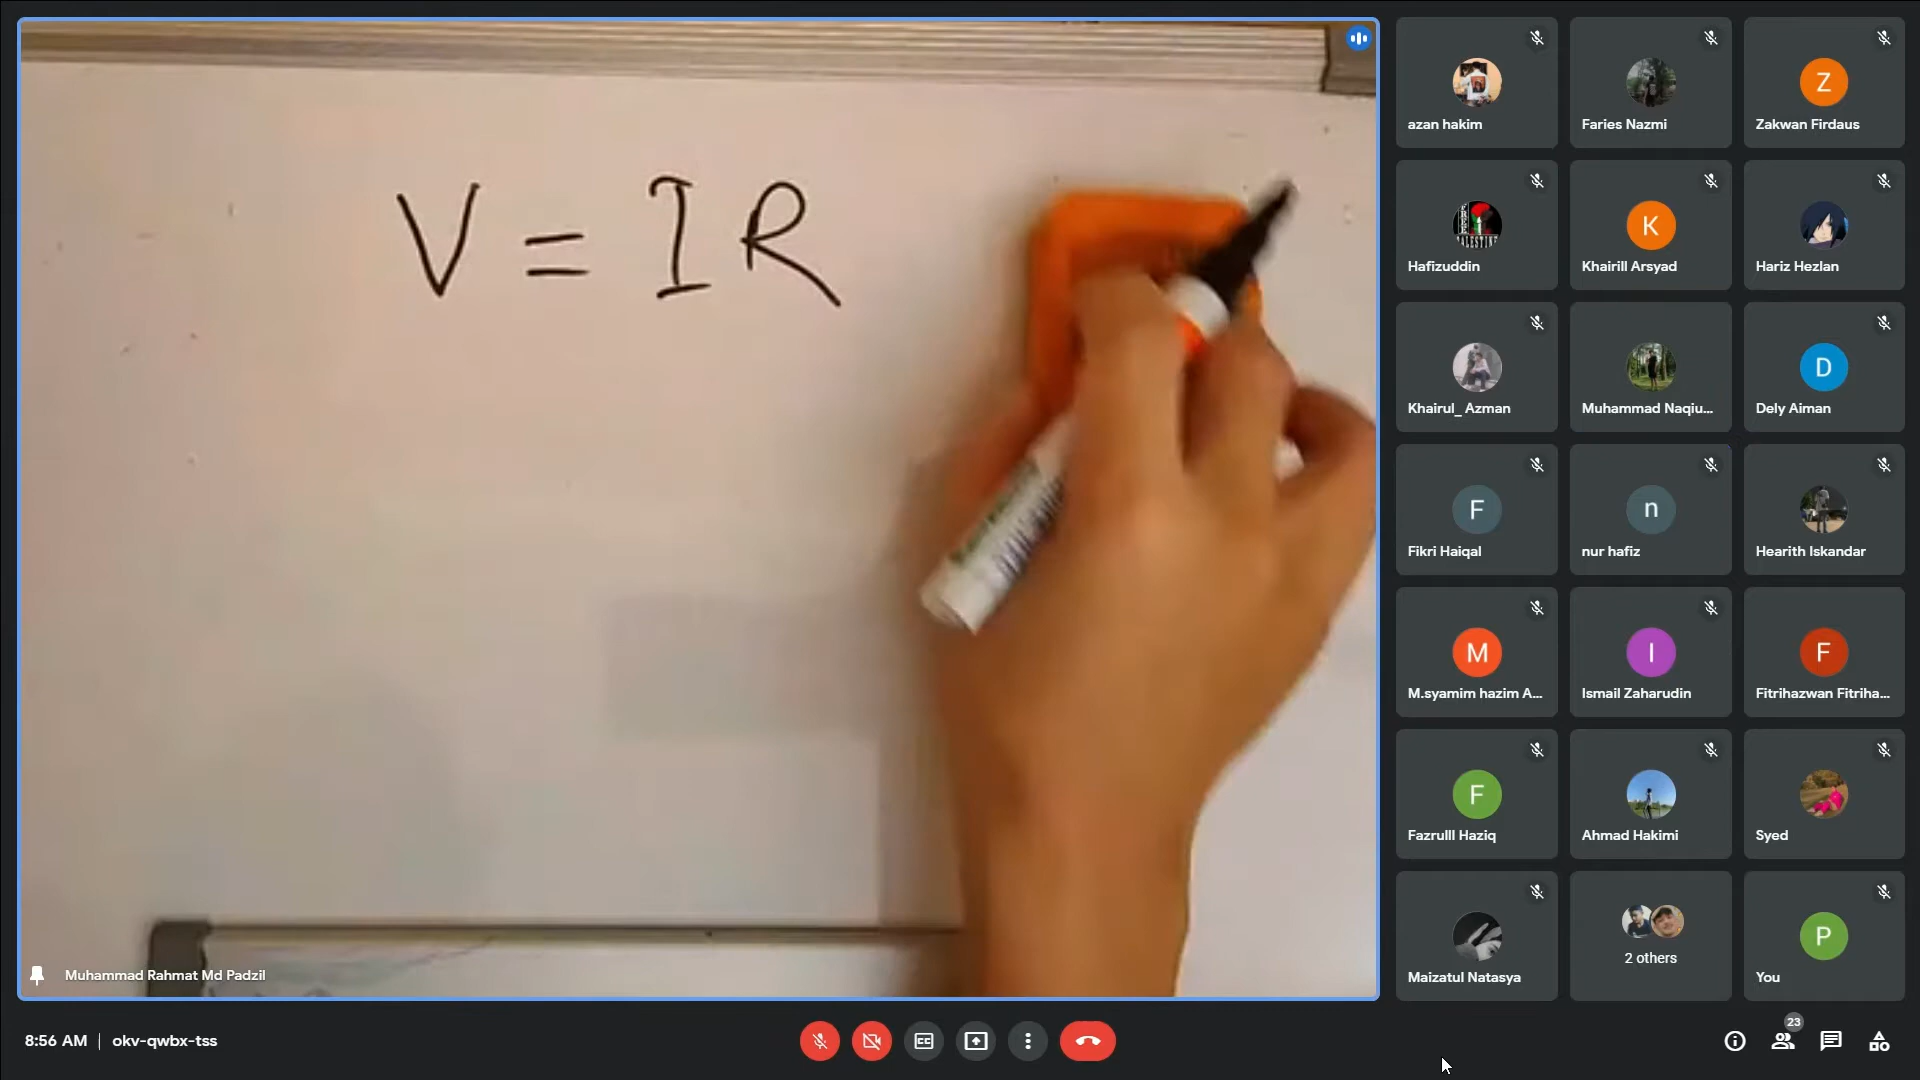 V = IR
Muhammad Rahmat Md Padzil
azan hakim
Faries Nazmi
Z
Zakwan Firdaus
Hafizuddin
K
Khairill Arsyad
Hariz Hezlan
Khairul_ Azman
Muhammad Naqiu...
D
Dely Aiman
F
Fikri Haiqal
n
nur hafiz
Hearith Iskandar
M
M.syamim hazim A...
I
Ismail Zaharudin
F
Fitrihazwan Fitriha...
F
Fazrulll Haziq
Ahmad Hakimi
Syed
Maizatul Natasya
2 others
P
You
8:56 AM | okv-qwbx-tss
CC
23